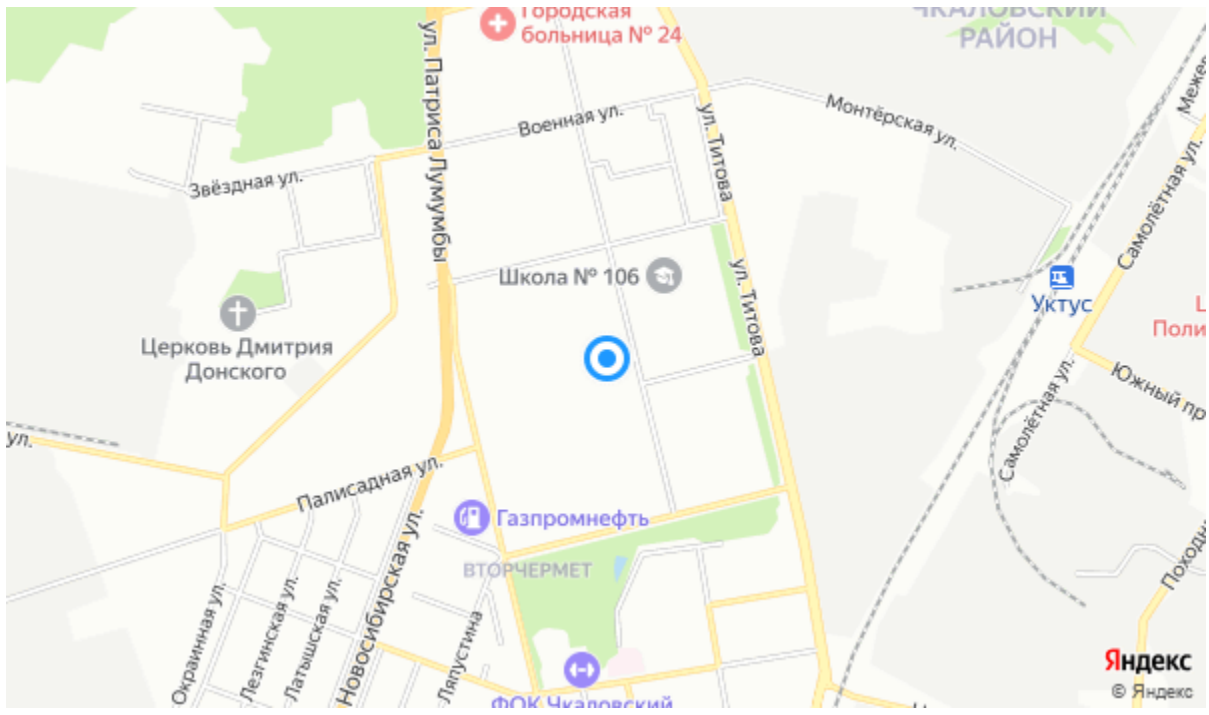 Городская
больница № 24
ЧКАЛОВСКИЙ
РАЙОН
ул. Патриса Лумумбы
Военная ул.
ул. Титова
Монтёрская ул.
Самолётная ул.
Звёздная ул.
Школа № 106
ул. Титова
Уктус
Церковь Дмитрия
Донского
Южный пр
Самолётная ул.
ул.
Палисадная ул.
Газпромнефть
ВТОРЧЕРМЕТ
Новосибирская ул.
Окраинная ул.
Лезгинская ул.
Латышская ул.
Ляпустина
ФОК Чкаловский
Яндекс
© Яндекс